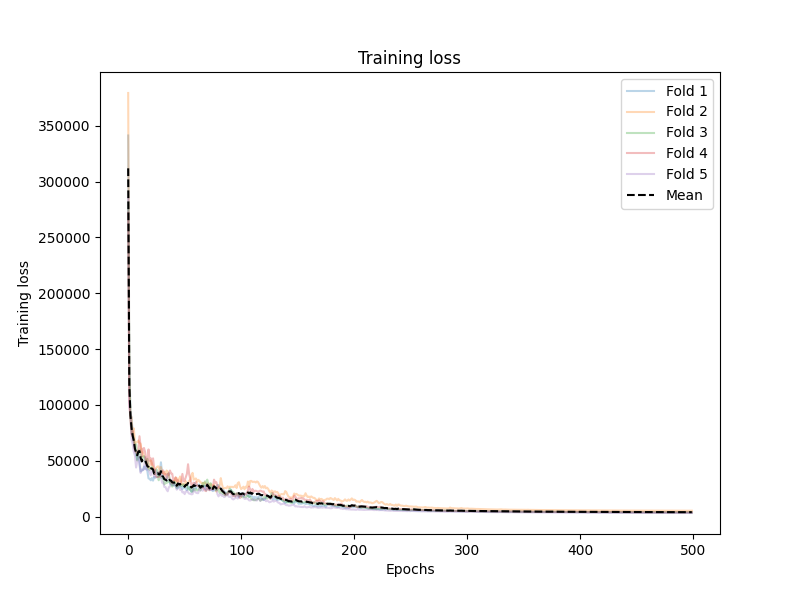 Training loss
Fold 1
Fold 2
Fold 3
Fold 4
Fold 5
Mean
Training loss
350000
300000
250000
200000
150000
100000
50000
0
0 100 200 300 400 500
Epochs